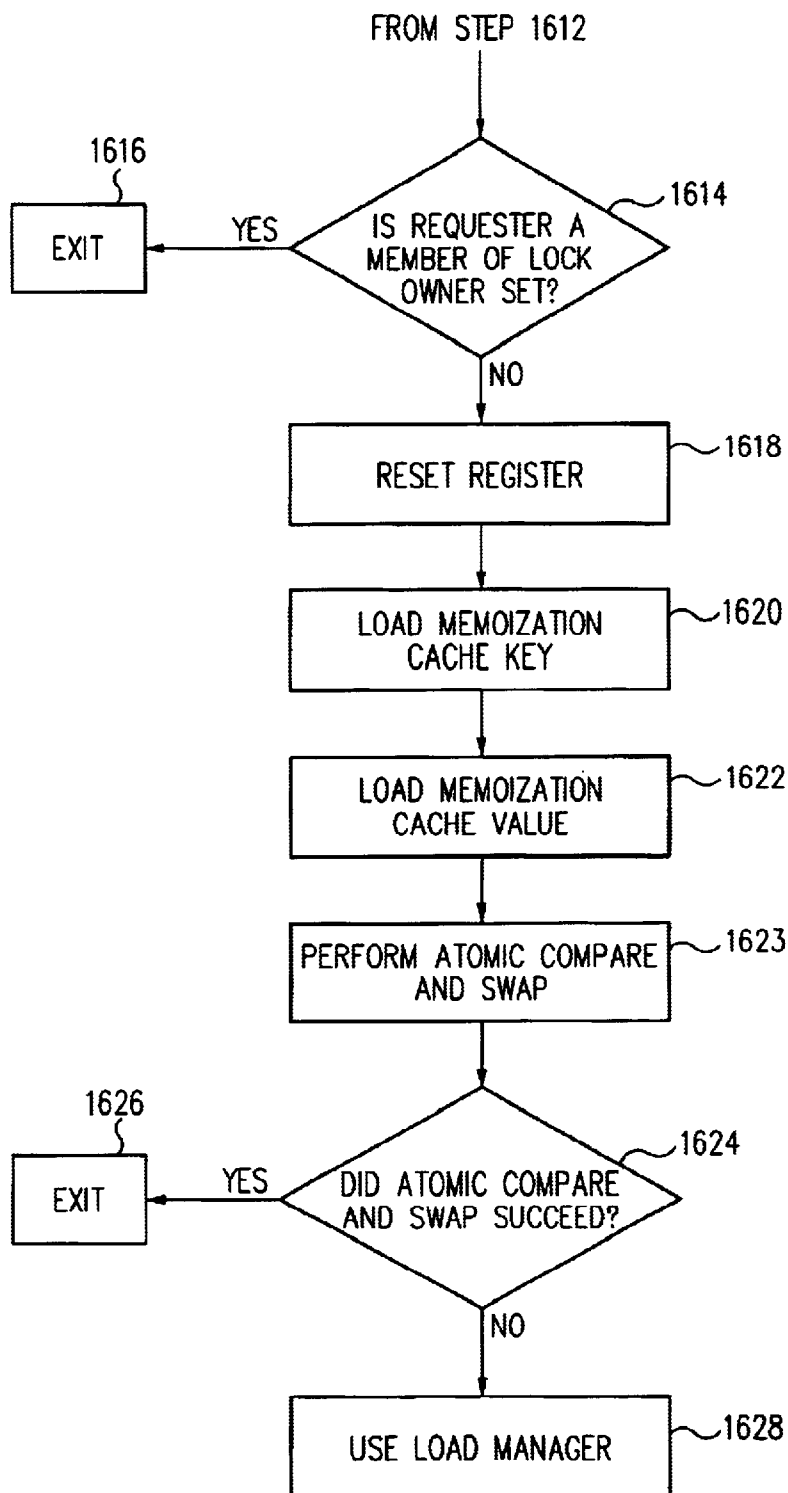 FROM STEP 1612
1616
1614
EXIT
YES
IS REQUESTER A
MEMBER OF LOCK
OWNER SET?
NO
1618
RESET REGISTER
1620
LOAD MEMOIZATION
CACHE KEY
1622
LOAD MEMOIZATION
CACHE VALUE
1623
PERFORM ATOMIC COMPARE
AND SWAP
1626
1624
EXIT
YES
DID ATOMIC COMPARE
AND SWAP SUCCEED?
NO
1628
USE LOAD MANAGER